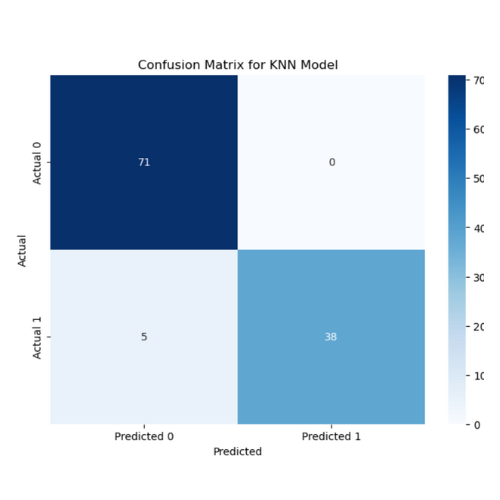 Confusion Matrix for KNN Model
Actual
Actual 0
Actual 1
71
0
5
38
Predicted 0
Predicted 1
Predicted
70
60
50
40
30
20
10
0